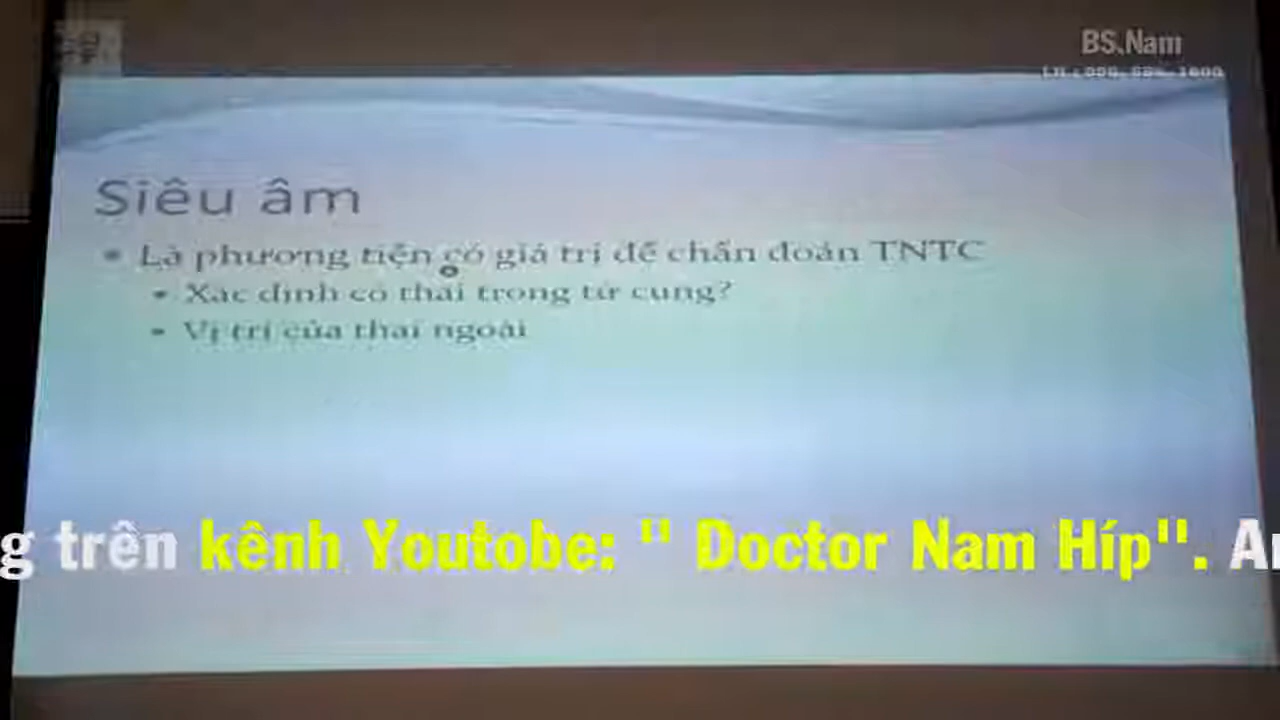 BS.Nam
Siêu âm
Là phương tiện có giá trị để chẩn đoán TNTC
Xác định có thai trong tử cung?
Vị trí của thai ngoài
g trên kênh Youtobe: " Doctor Nam Híp". An